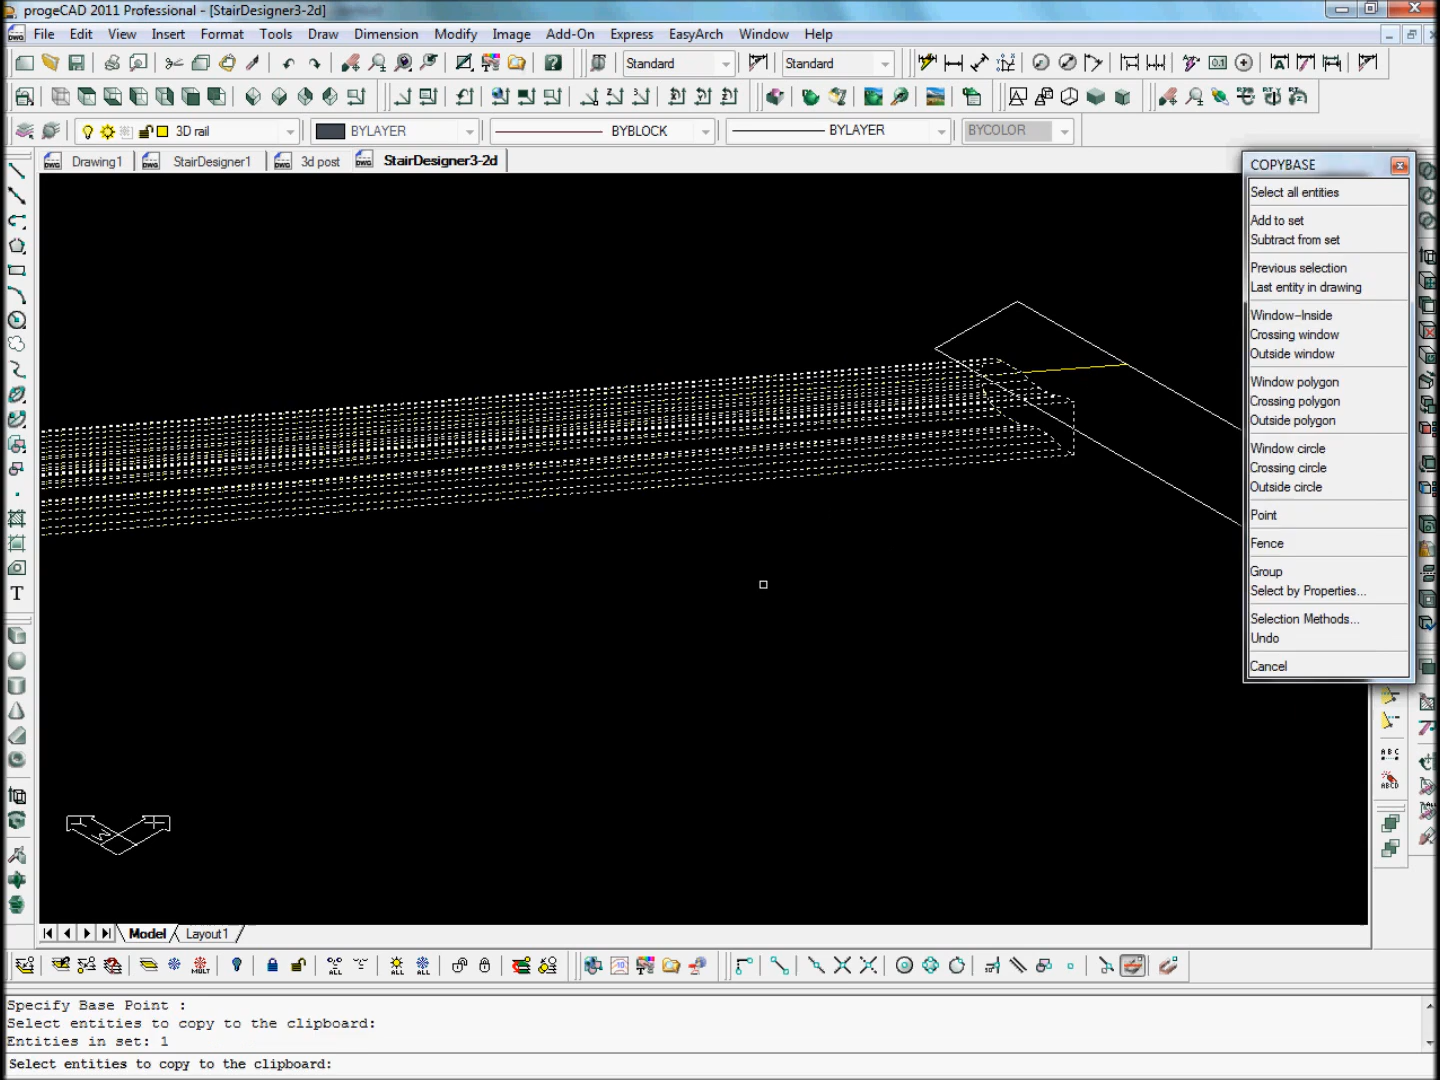 progeCAD 2011 Professional - [StairDesigner3-2d]
File Edit View Insert Format Tools Draw Dimension Modify Image Add-On Express EasyArch Window Help
Standard Standard
3D rail BYLAYER BYBLOCK BYLAYER BYCOLOR
Drawing1 StairDesigner1 3d post StairDesigner3-2d
COPYBASE
Select all entities
Add to set
Subtract from set
Previous selection
Last entity in drawing
Window-Inside
Crossing window
Outside window
Window polygon
Crossing polygon
Outside polygon
Window circle
Crossing circle
Outside circle
Point
Fence
Group
Select by Properties...
Selection Methods...
Undo
Cancel
Model Layout1
Specify Base Point :
Select entities to copy to the clipboard:
Entities in set: 1
Select entities to copy to the clipboard: